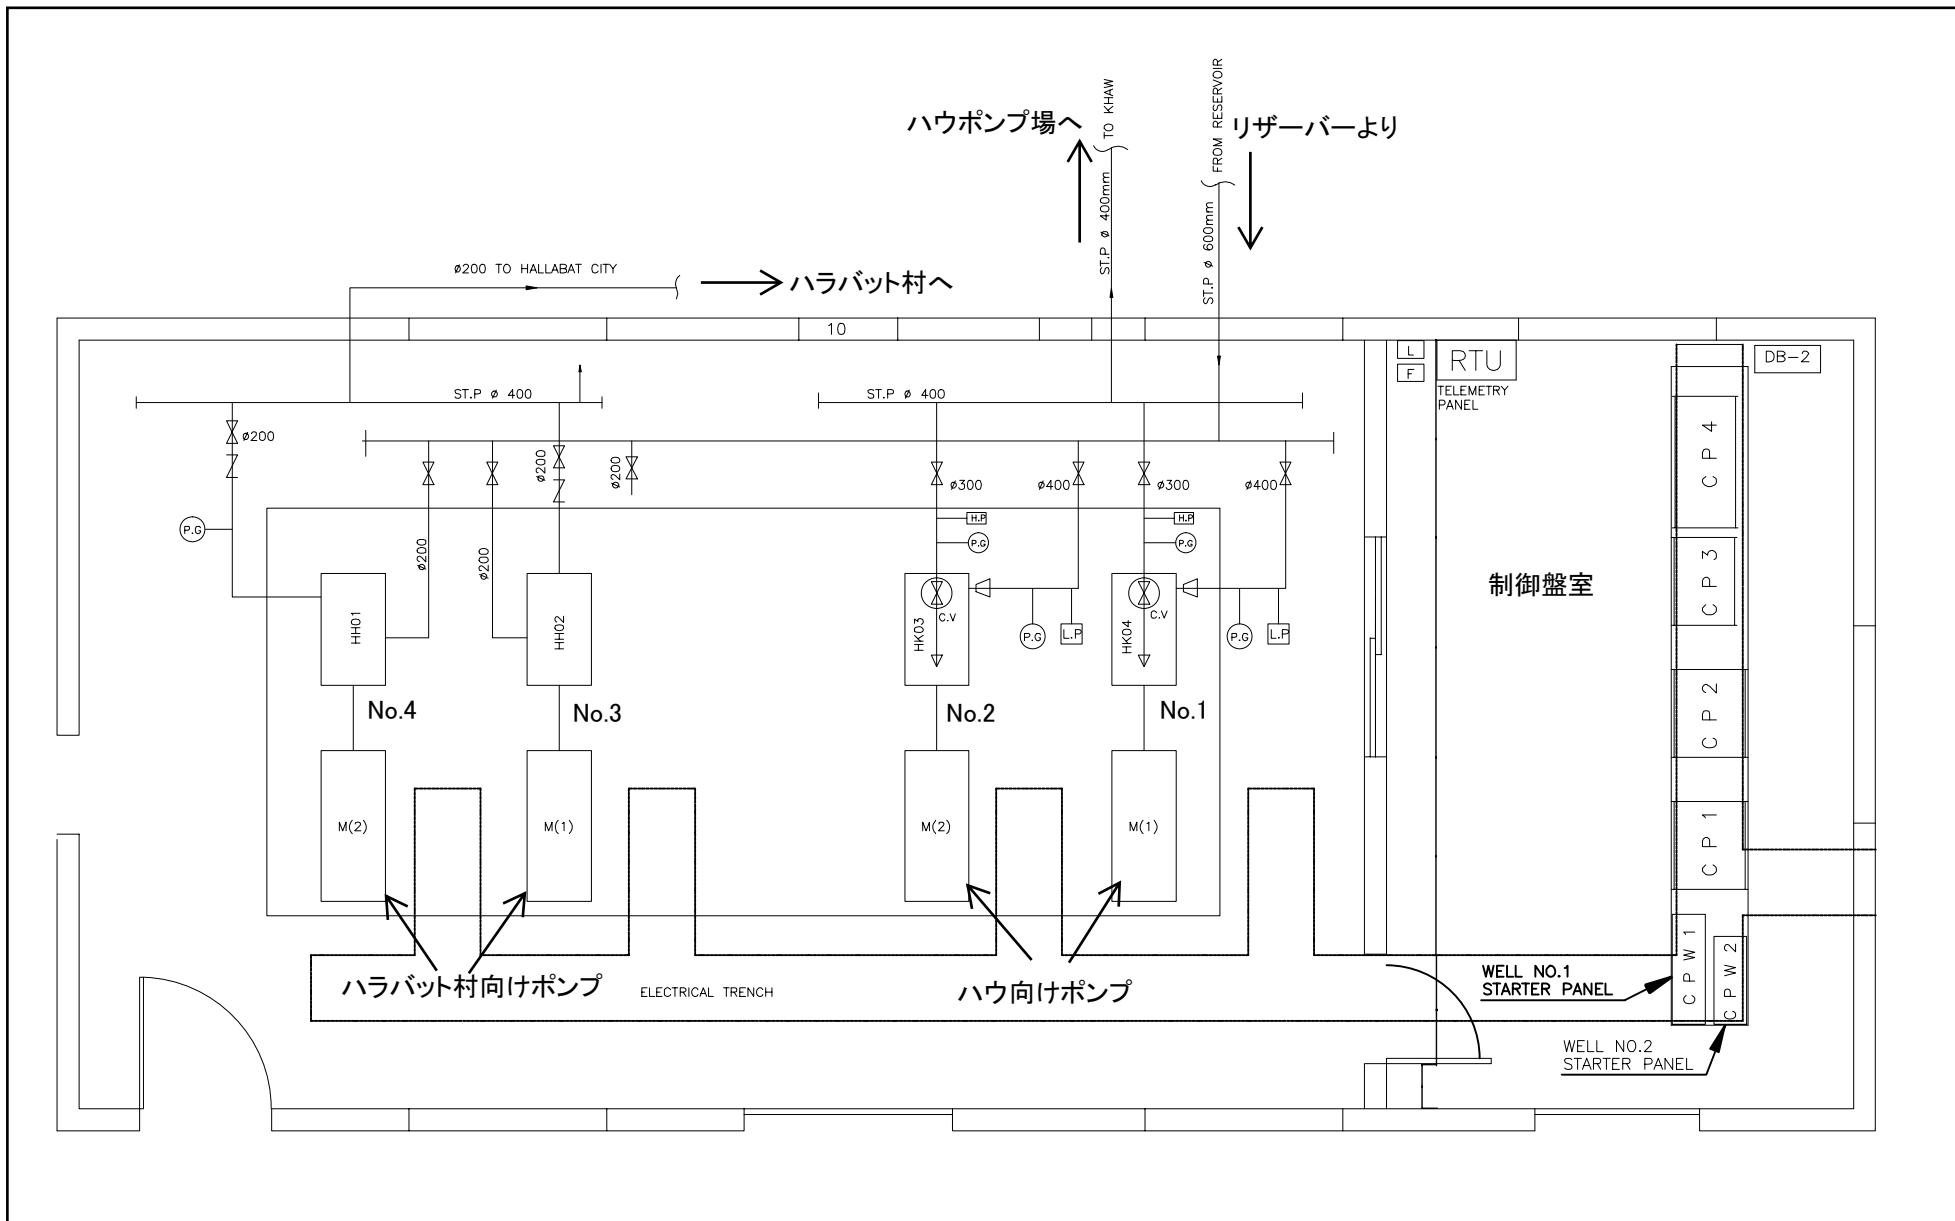 ハウポンプ場へ
TO KHAW
FROM RESERVOIR
リザーバーより
ST.P ø 400mm
ST.P ø 600mm
ø200 TO HALLABAT CITY
ハラバット村へ
10
L
F
RTU
TELEMETRY
PANEL
DB-2
ST.P ø 400
ST.P ø 400
ø200
ø200
ø200
ø300
ø400
ø300
ø400
P.G
ø200
ø200
H.P
P.G
H.P
P.G
CP4
CP3
制御盤室
HH01
HH02
HK03
C.V
P.G
L.P
HK04
C.V
P.G
L.P
No.4
No.3
No.2
No.1
CP2
M(2)
M(1)
M(2)
M(1)
CP1
ハラバット村向けポンプ
ELECTRICAL TRENCH
ハウ向けポンプ
WELL NO.1
STARTER PANEL
CPW1
CPW2
WELL NO.2
STARTER PANEL